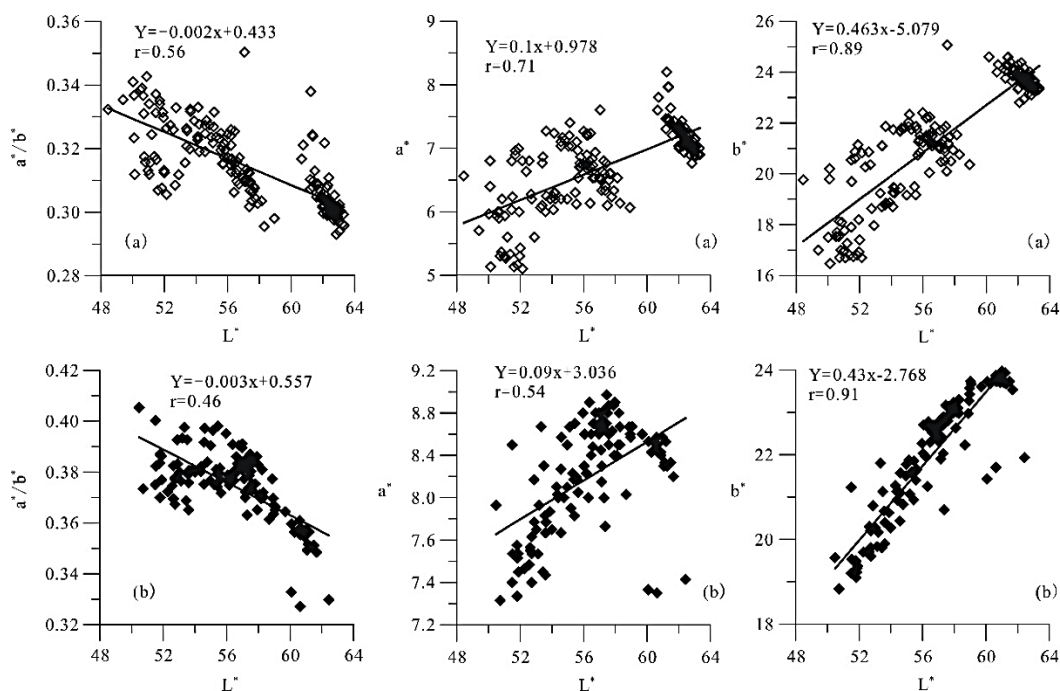 Y=-0.002x+0.433
r=0.56
a*/b*
0.36
0.34
0.32
0.30
0.28
(a)
48 52 56 60 64
L*
Y=0.1x+0.978
r=0.71
a*
9
8
7
6
5
(a)
48 52 56 60 64
L*
Y=0.463x-5.079
r=0.89
b*
26
24
22
20
18
16
(a)
48 52 56 60 64
L*
Y=-0.003x+0.557
r=0.46
a*/b*
0.42
0.40
0.38
0.36
0.34
0.32
(b)
48 52 56 60 64
L*
Y=0.09x+3.036
r=0.54
a*
9.2
8.8
8.4
8.0
7.6
7.2
(b)
48 52 56 60 64
L*
Y=0.43x-2.768
r=0.91
b*
24
22
20
18
(b)
48 52 56 60 64
L*